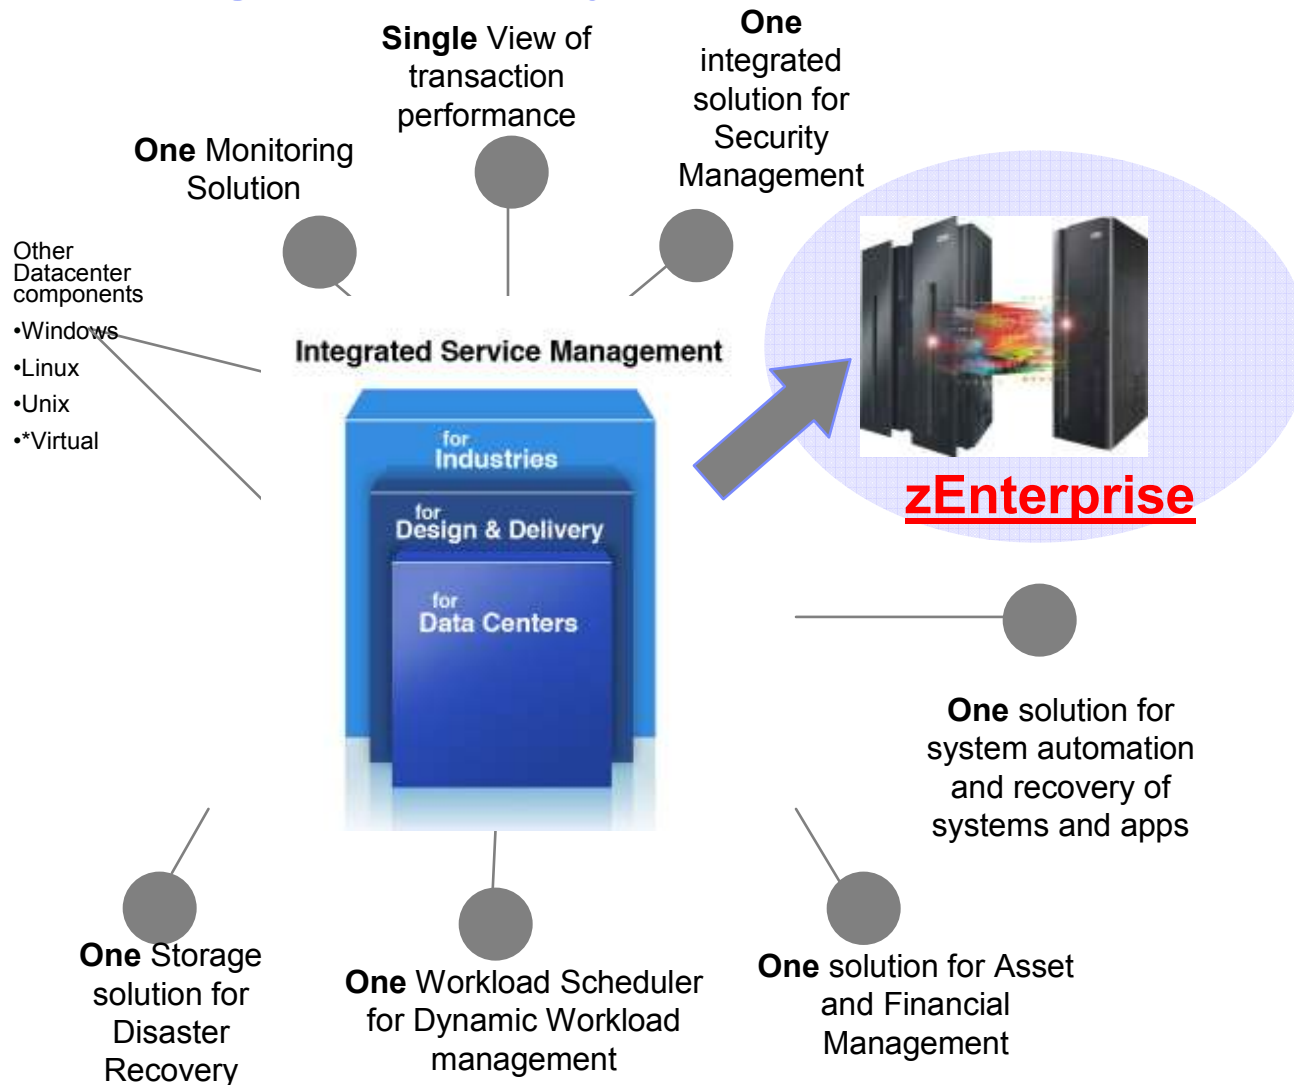 Single View of
transaction
performance
One
integrated
solution for
Security
Management
One Monitoring
Solution
Other
Datacenter
components
•Windows
•Linux
•Unix
•*Virtual
Integrated Service Management
for
Industries
for
Design & Delivery
for
Data Centers
zEnterprise
One solution for
system automation
and recovery of
systems and apps
One Storage
solution for
Disaster
Recovery
One Workload Scheduler
for Dynamic Workload
management
One solution for Asset
and Financial
Management